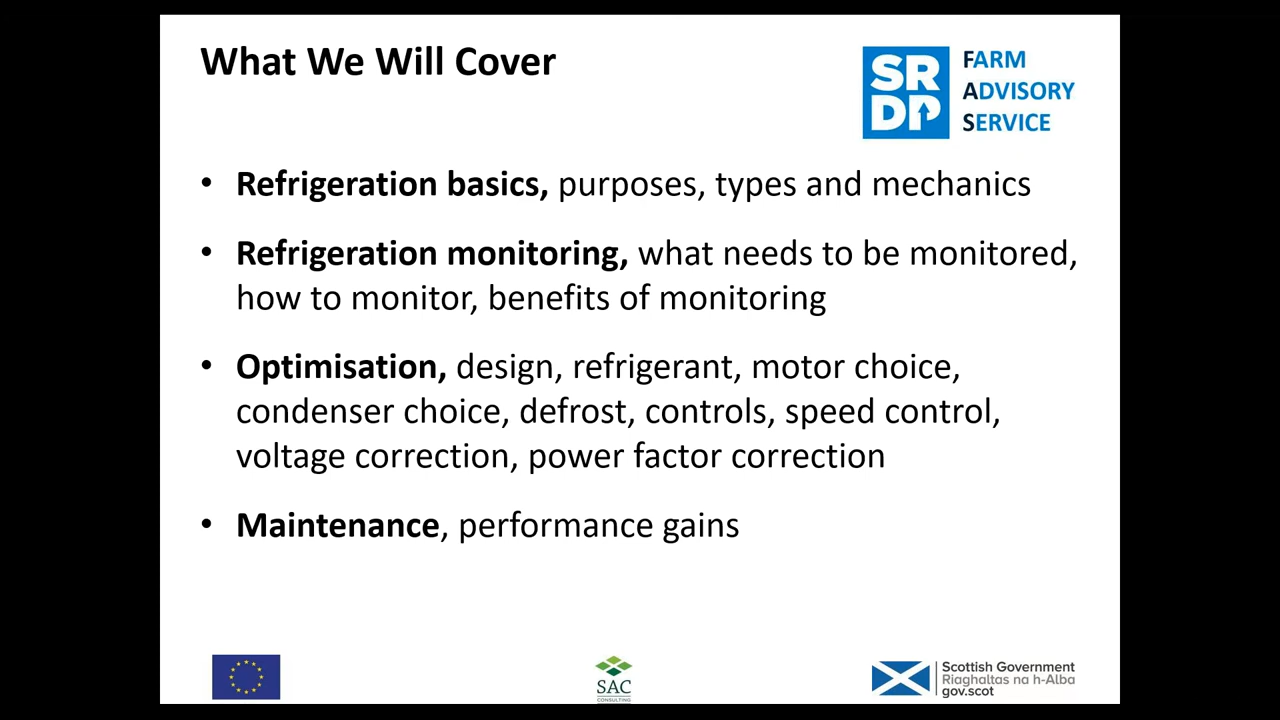 What We Will Cover
SR
DP
FARM
ADVISORY
SERVICE
• Refrigeration basics, purposes, types and mechanics
• Refrigeration monitoring, what needs to be monitored,
how to monitor, benefits of monitoring
• Optimisation, design, refrigerant, motor choice,
condenser choice, defrost, controls, speed control,
voltage correction, power factor correction
• Maintenance, performance gains
SAC
CONSULTING
Scottish Government
Riaghaltas na h-Alba
gov.scot